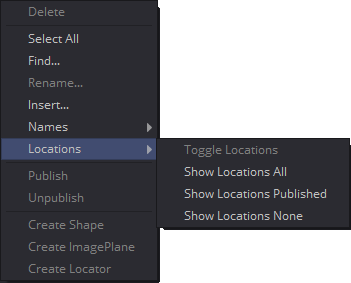 Delete
Select All
Find...
Rename...
Insert...
Names
Locations
Publish
Unpublish
Create Shape
Create ImagePlane
Create Locator
Toggle Locations
Show Locations All
Show Locations Published
Show Locations None